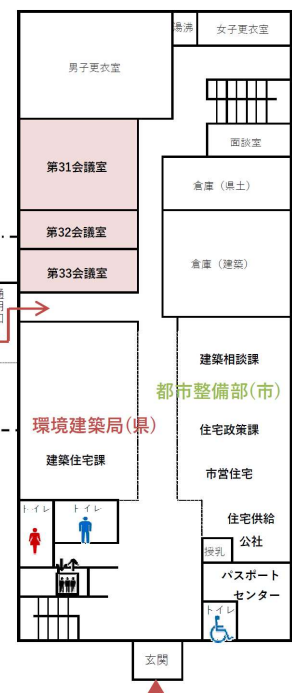 湯沸
女子更衣室
男子更衣室
面談室
第31会議室
倉庫（県土）
第32会議室
倉庫（建築）
第33会議室
建築相談課
都市整備部(市)
環境建築局(県)
住宅政策課
建築住宅課
市営住宅
トイレ
トイレ
住宅供給
公社
授乳
パスポート
センター
トイレ
玄関